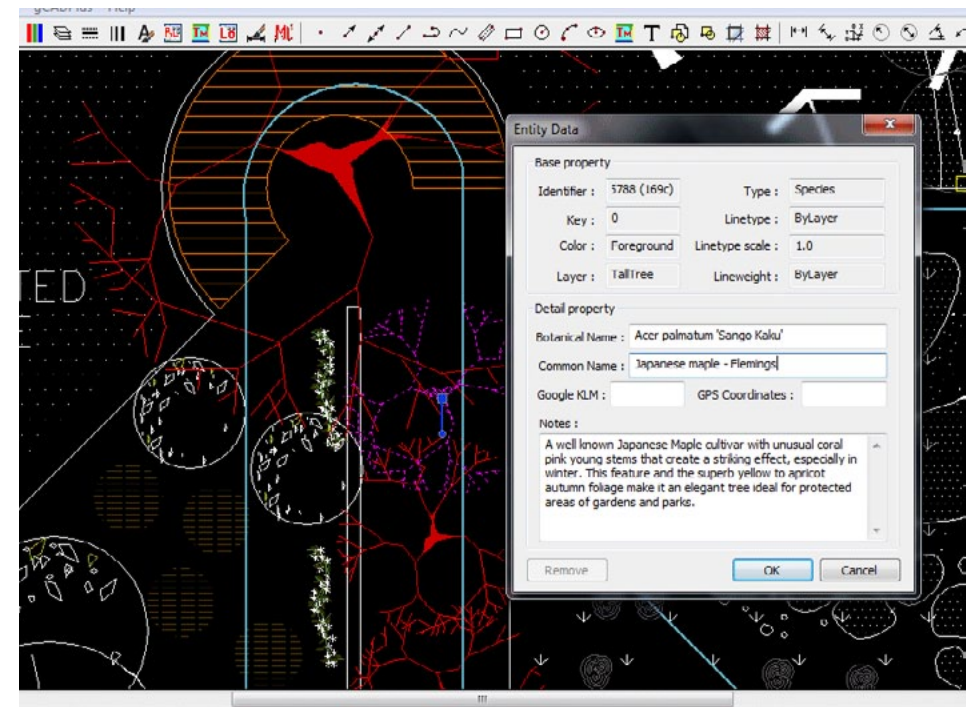 gCADPlus Help
TED
Entity Data
Base property
Identifier : 5788 (169c) Type : Species
Key : 0 Linetype : ByLayer
Color : Foreground Linetype scale : 1.0
Layer : TallTree Lineweight : ByLayer
Detail property
Botanical Name : Acer palmatum 'Sango Kaku'
Common Name : Japanese maple - Flemings
Google KLM : GPS Coordinates :
Notes :
A well known Japanese Maple cultivar with unusual coral
pink young stems that create a striking effect, especially in
winter. This feature and the superb yellow to apricot
autumn foliage make it an elegant tree ideal for protected
areas of gardens and parks.
Remove OK Cancel